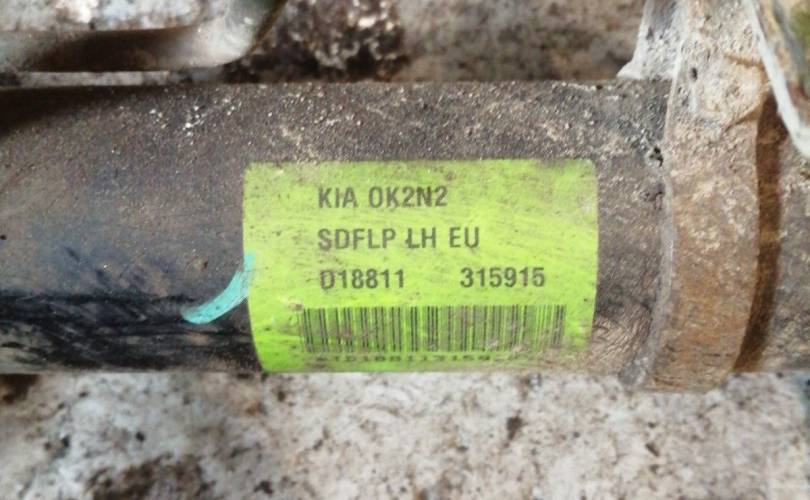 KIA OK2N2
SDFLP LH EU
D18811 315915